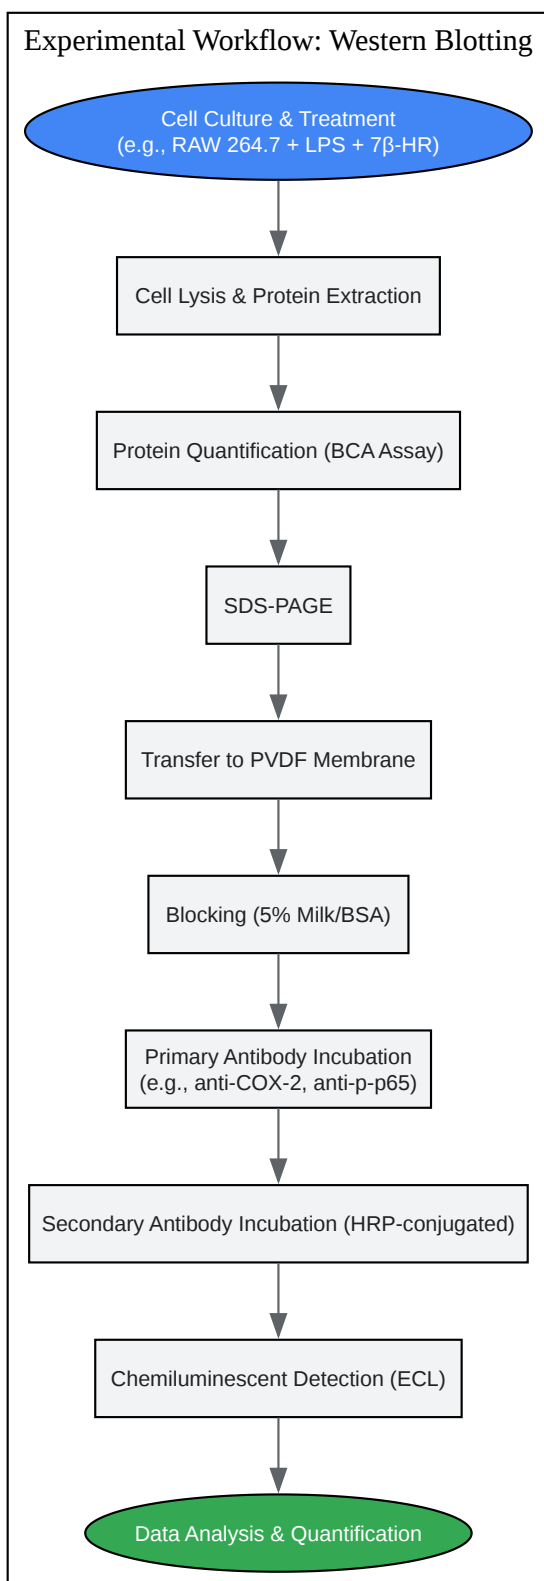 Experimental Workflow: Western Blotting
Cell Culture & Treatment
(e.g., RAW 264.7 + LPS + 7β-HR)
Cell Lysis & Protein Extraction
Protein Quantification (BCA Assay)
SDS-PAGE
Transfer to PVDF Membrane
Blocking (5% Milk/BSA)
Primary Antibody Incubation
(e.g., anti-COX-2, anti-p-p65)
Secondary Antibody Incubation (HRP-conjugated)
Chemiluminescent Detection (ECL)
Data Analysis & Quantification